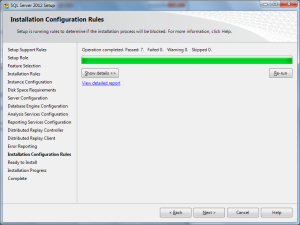 SQL Server 2012 Setup
Installation Configuration Rules
Setup is running rules to determine if the installation process will be blocked. For more information, click Help.
Setup Support Rules
Setup Role
Feature Selection
Installation Rules
Instance Configuration
Disk Space Requirements
Server Configuration
Database Engine Configuration
Analysis Services Configuration
Reporting Services Configuration
Distributed Replay Controller
Distributed Replay Client
Error Reporting
Installation Configuration Rules
Ready to Install
Installation Progress
Complete
Operation completed. Passed: 7. Failed 0. Warning 0. Skipped 0.
Show details >>
Re-run
View detailed report
< Back
Next >
Cancel
Help